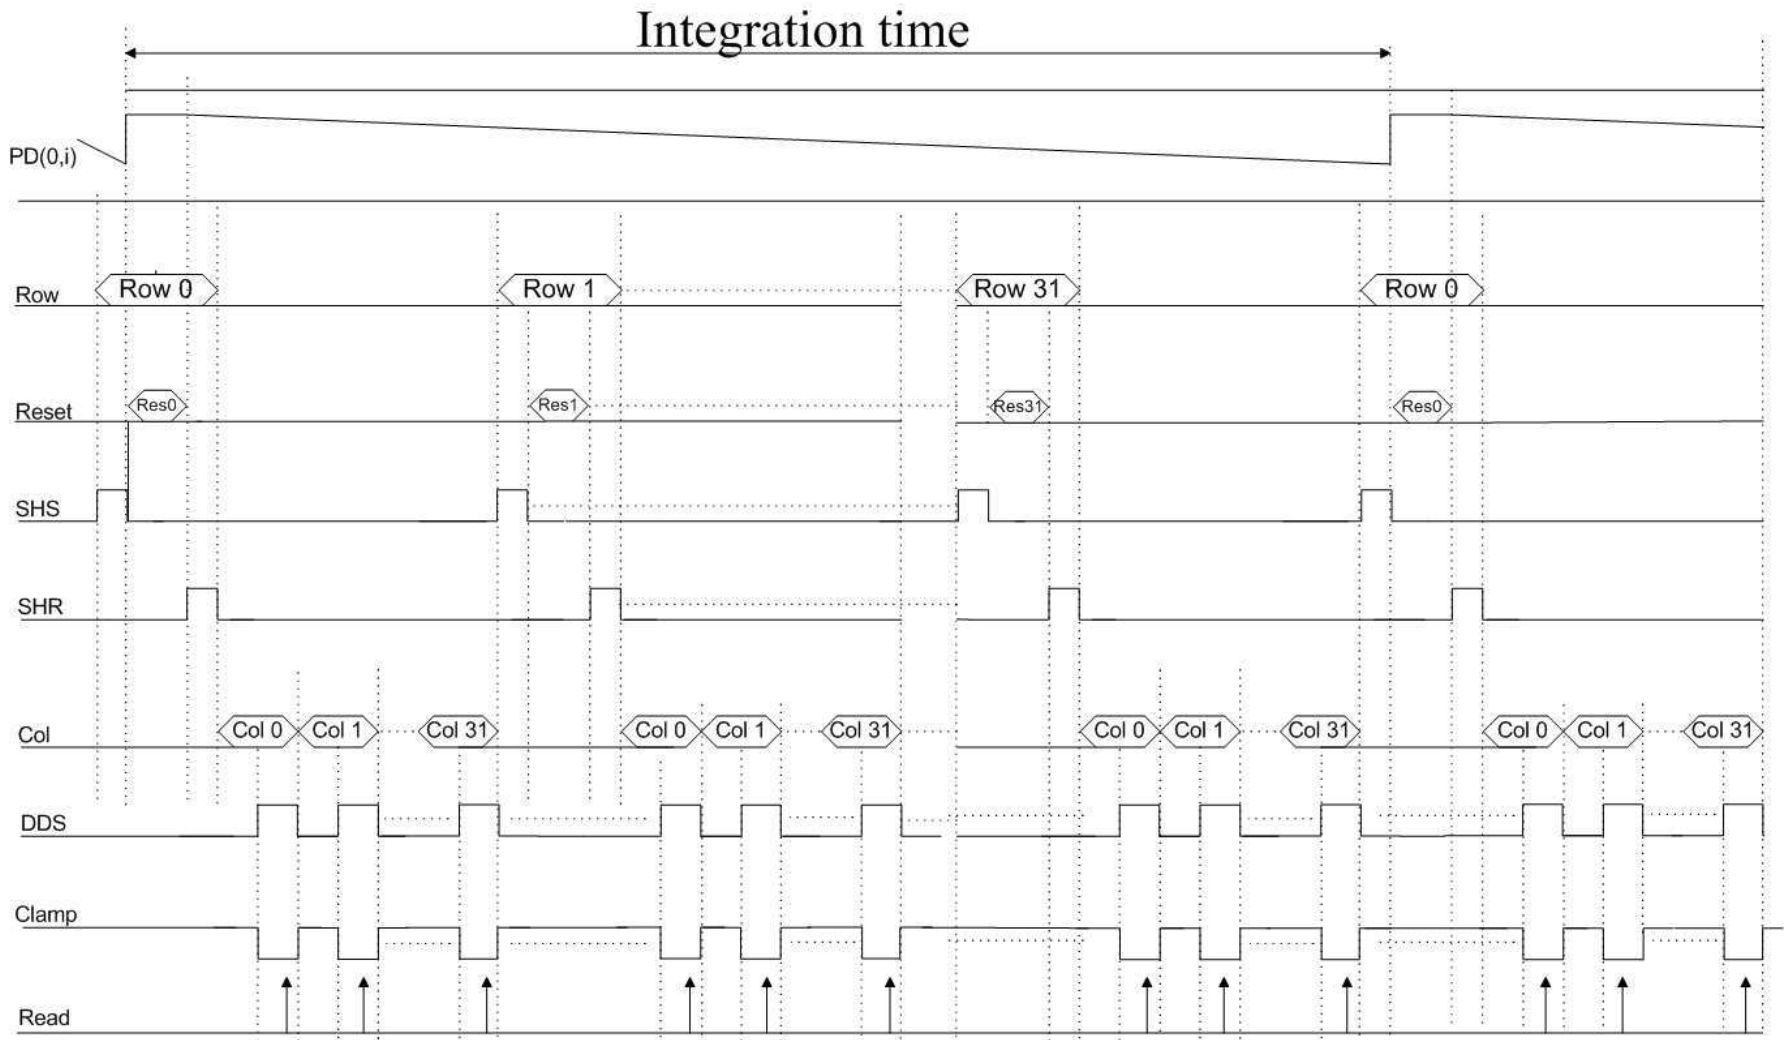 Integration time
PD(0,i)
Row Row 0 Row 1 Row 31 Row 0
Reset Res0 Res1 Res31 Res0
SHS
SHR
Col Col 0 Col 1 Col 31 Col 0 Col 1 Col 31 Col 0 Col 1 Col 31 Col 0 Col 1 Col 31
DDS
Clamp
Read